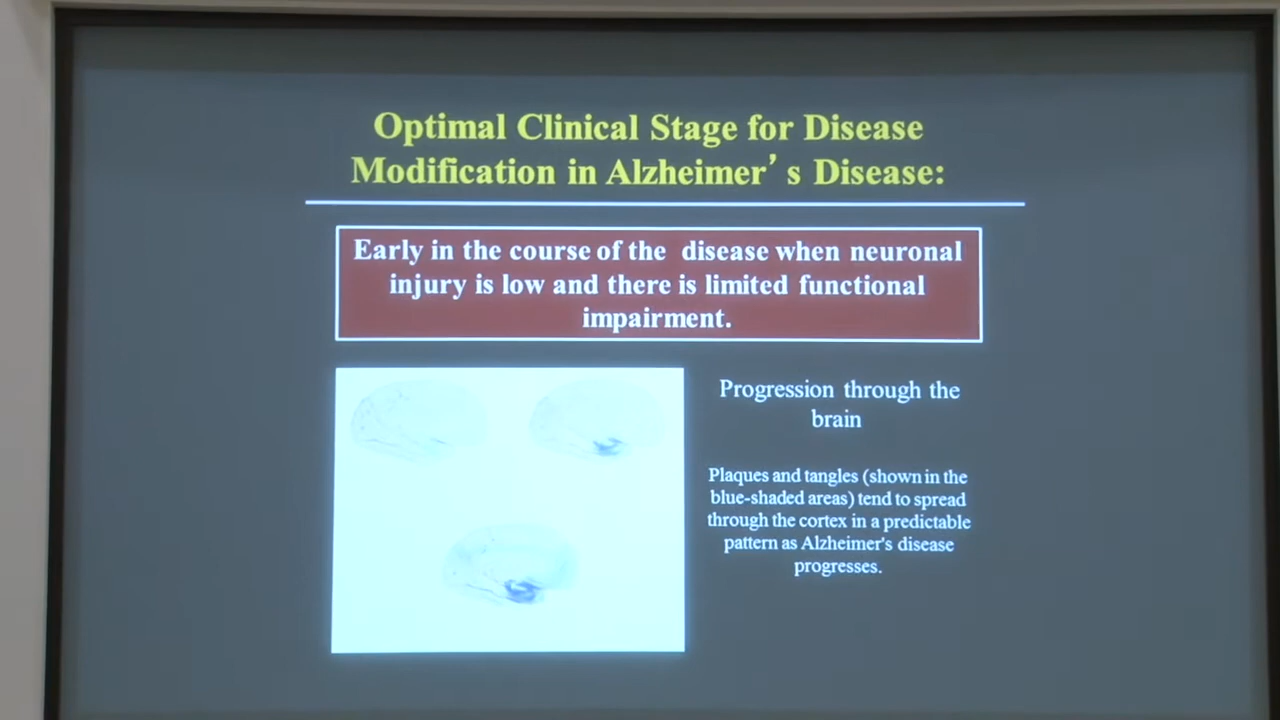 Optimal Clinical Stage for Disease
Modification in Alzheimer’ s Disease:
Early in the course of the disease when neuronal
injury is low and there is limited functional
impairment.
Progression through the
brain
Plaques and tangles (shown in the
blue-shaded areas) tend to spread
through the cortex in a predictable
pattern as Alzheimer's disease
progresses.